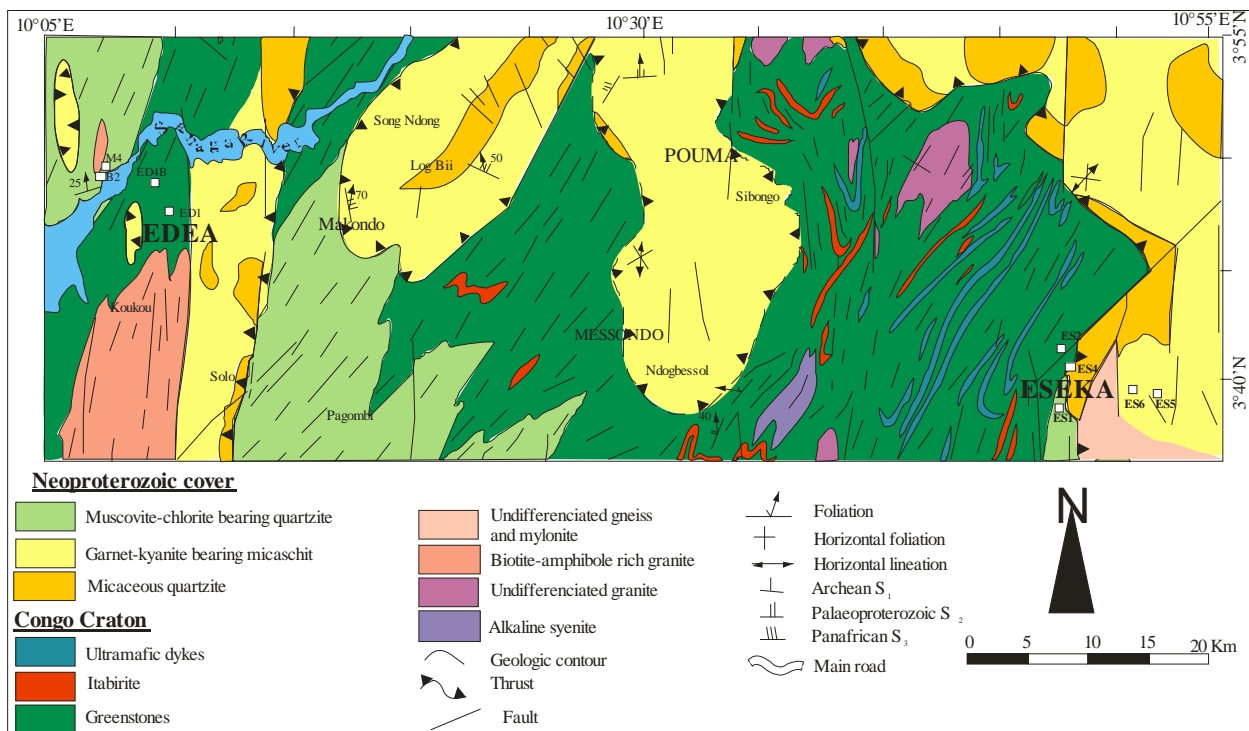 10°05’E
10°30’E
10°55’E
3°55’N
3°40’N
Song Ndong
Log Bii
50
70
Makondo
M4
B2
25
ED4B
ED1
EDEA
Koukou
Solo
Pagombi
POUMA
Sibongo
MESSONDO
Ndogbessol
40
ES2
ES4
ESEKA
ES1
ES6
ES5
Neoproterozoic cover
Muscovite-chlorite bearing quartzite
Garnet-kyanite bearing micaschit
Micaceous quartzite
Congo Craton
Ultramafic dykes
Itabirite
Greenstones
Undifferenciated gneiss
and mylonite
Biotite-amphibole rich granite
Undifferenciated granite
Alkaline syenite
Geologic contour
Thrust
Fault
Foliation
Horizontal foliation
Horizontal lineation
Archean S1
Palaeoproterozoic S2
Panafrican S3
Main road
N
0 5 10 15 20 Km